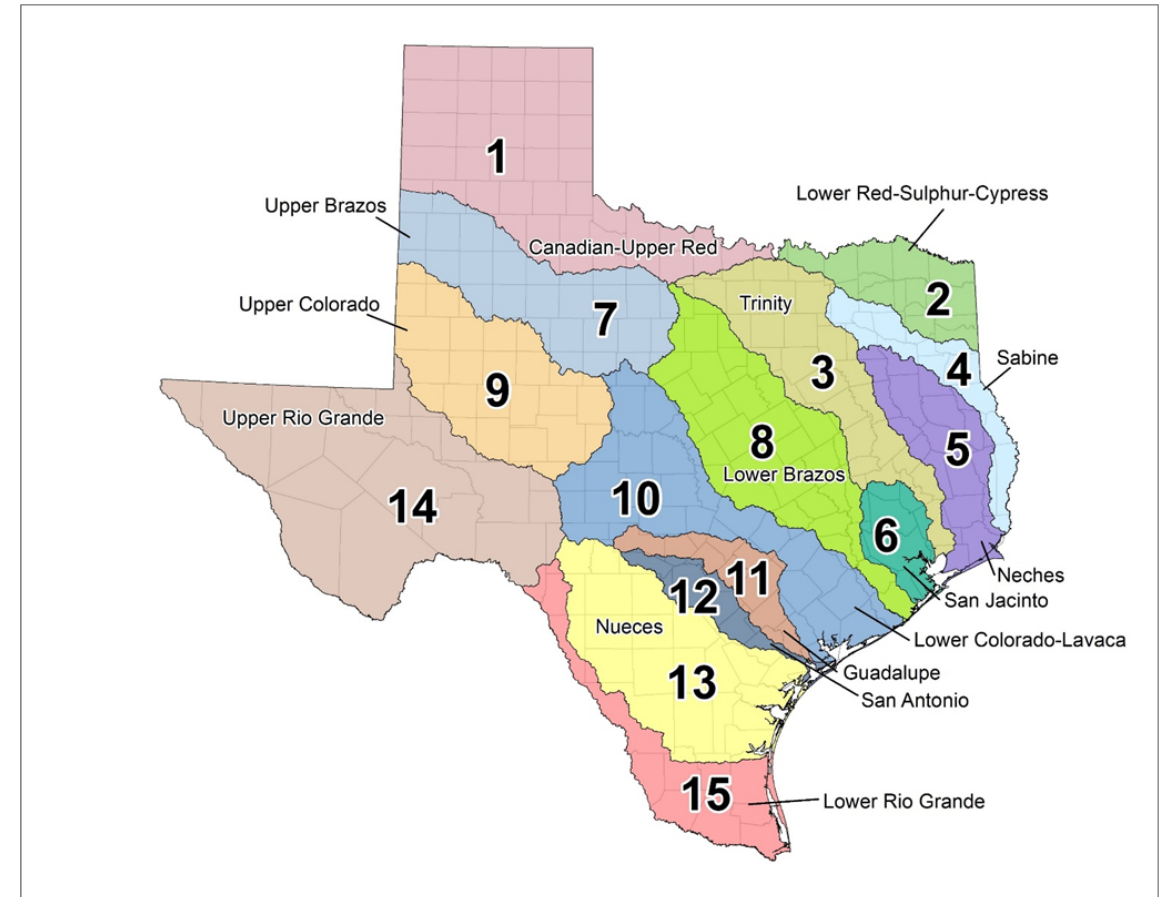 1
Lower Red-Sulphur-Cypress
Upper Brazos
Canadian-Upper Red
2
Trinity
Upper Colorado
7
3
Sabine
4
9
Upper Rio Grande
8
5
Lower Brazos
10
14
6
11
Neches
12
San Jacinto
Nueces
Lower Colorado-Lavaca
Guadalupe
13
San Antonio
15
Lower Rio Grande